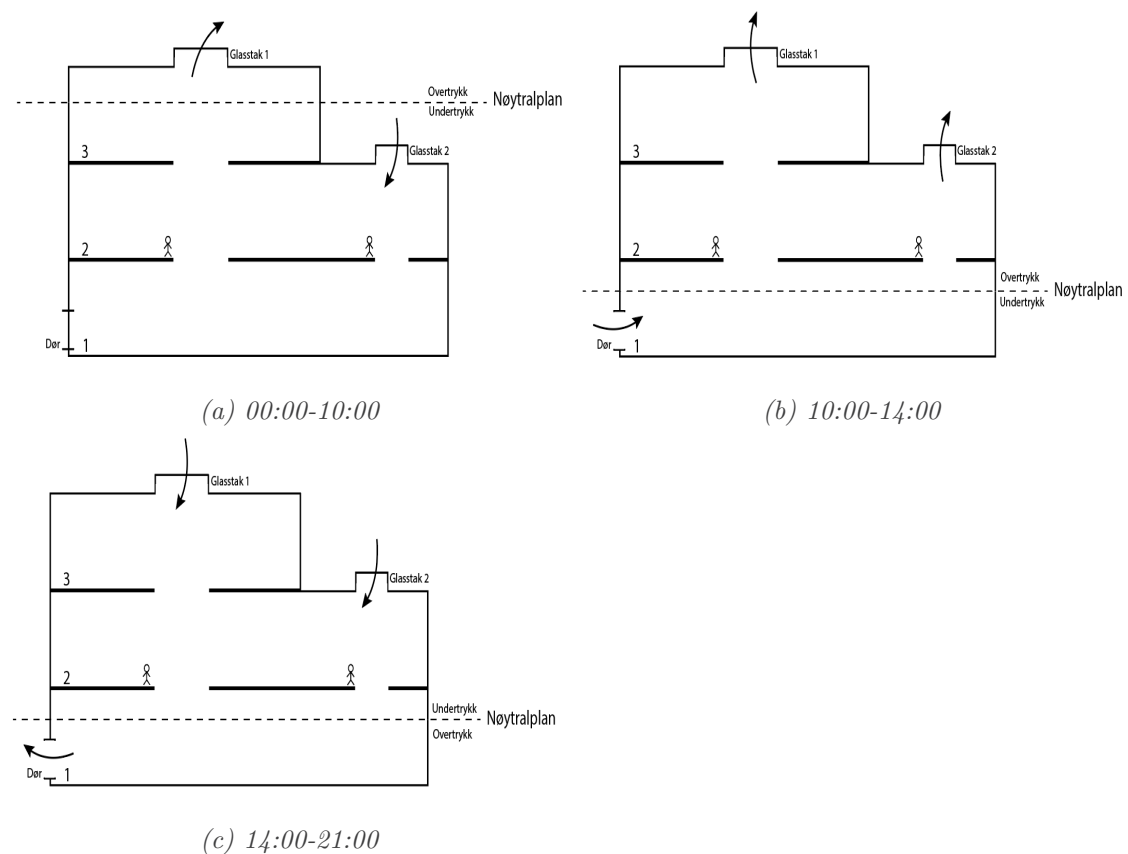 Glasstak 1
Overtrykk
Nøytralplan
Undertrykk
3
Glasstak 2
2
Dør
1
(a) 00:00-10:00
Glasstak 1
3
Glasstak 2
2
Overtrykk
Nøytralplan
Undertrykk
Dør
1
(b) 10:00-14:00
Glasstak 1
3
Glasstak 2
2
Undertrykk
Nøytralplan
Overtrykk
Dør
1
(c) 14:00-21:00